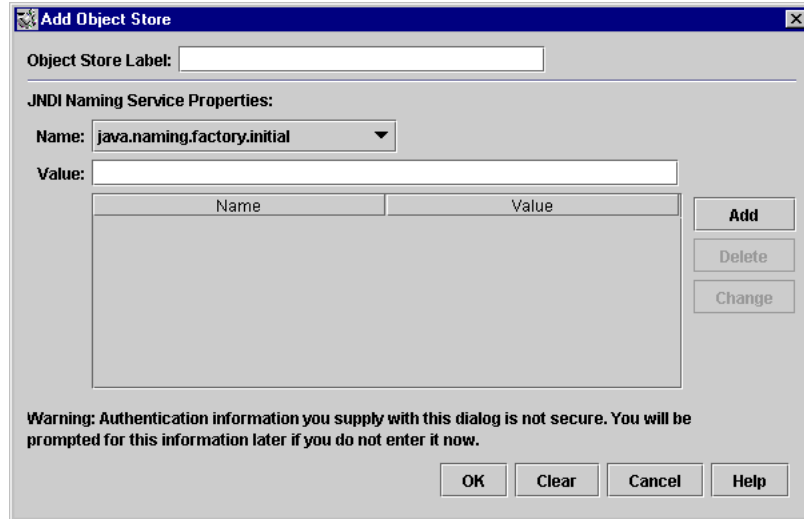 Add Object Store
Object Store Label:
JNDI Naming Service Properties:
Name: java.naming.factory.initial
Value:
Name Value
Add
Delete
Change
Warning: Authentication information you supply with this dialog is not secure. You will be
prompted for this information later if you do not enter it now.
OK Clear Cancel Help